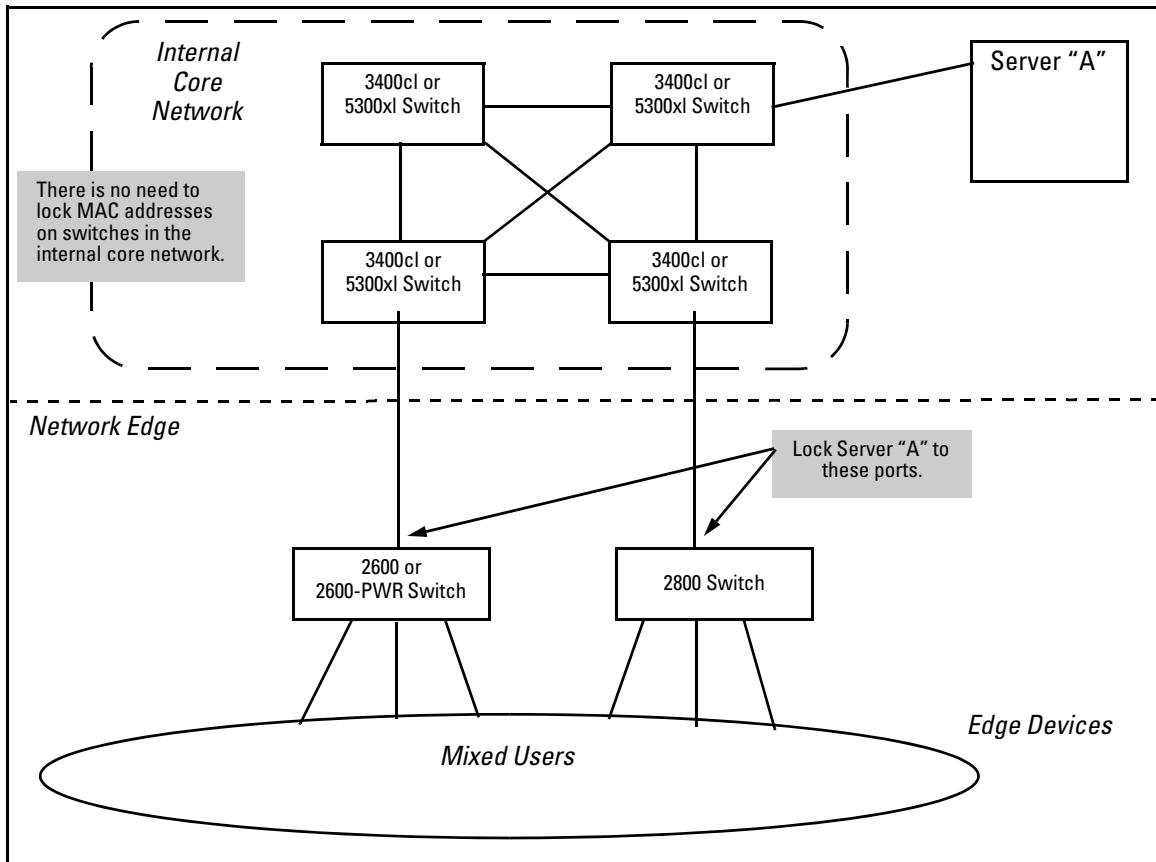 Internal
Core
Network
3400cl or
5300xl Switch
3400cl or
5300xl Switch
Server “A”
There is no need to
lock MAC addresses
on switches in the
internal core network.
3400cl or
5300xl Switch
3400cl or
5300xl Switch
Network Edge
Lock Server “A” to
these ports.
2600 or
2600-PWR Switch
2800 Switch
Edge Devices
Mixed Users